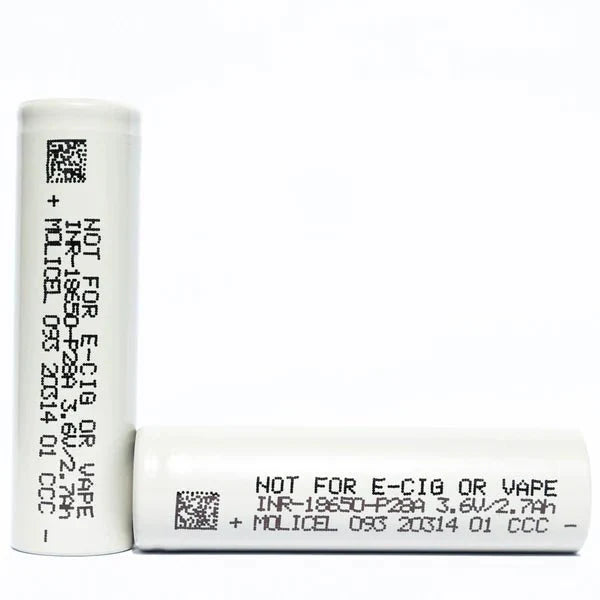 NOT FOR E-CIG OR VAPE
INR-18650-P28A 3.6V/2.7Ah
+ MOLICEL 093 20314 01 CCC -
NOT FOR E-CIG OR VAPE
INR-18650-P28A 3.6V/2.7Ah
+ MOLICEL 093 20314 01 CCC -